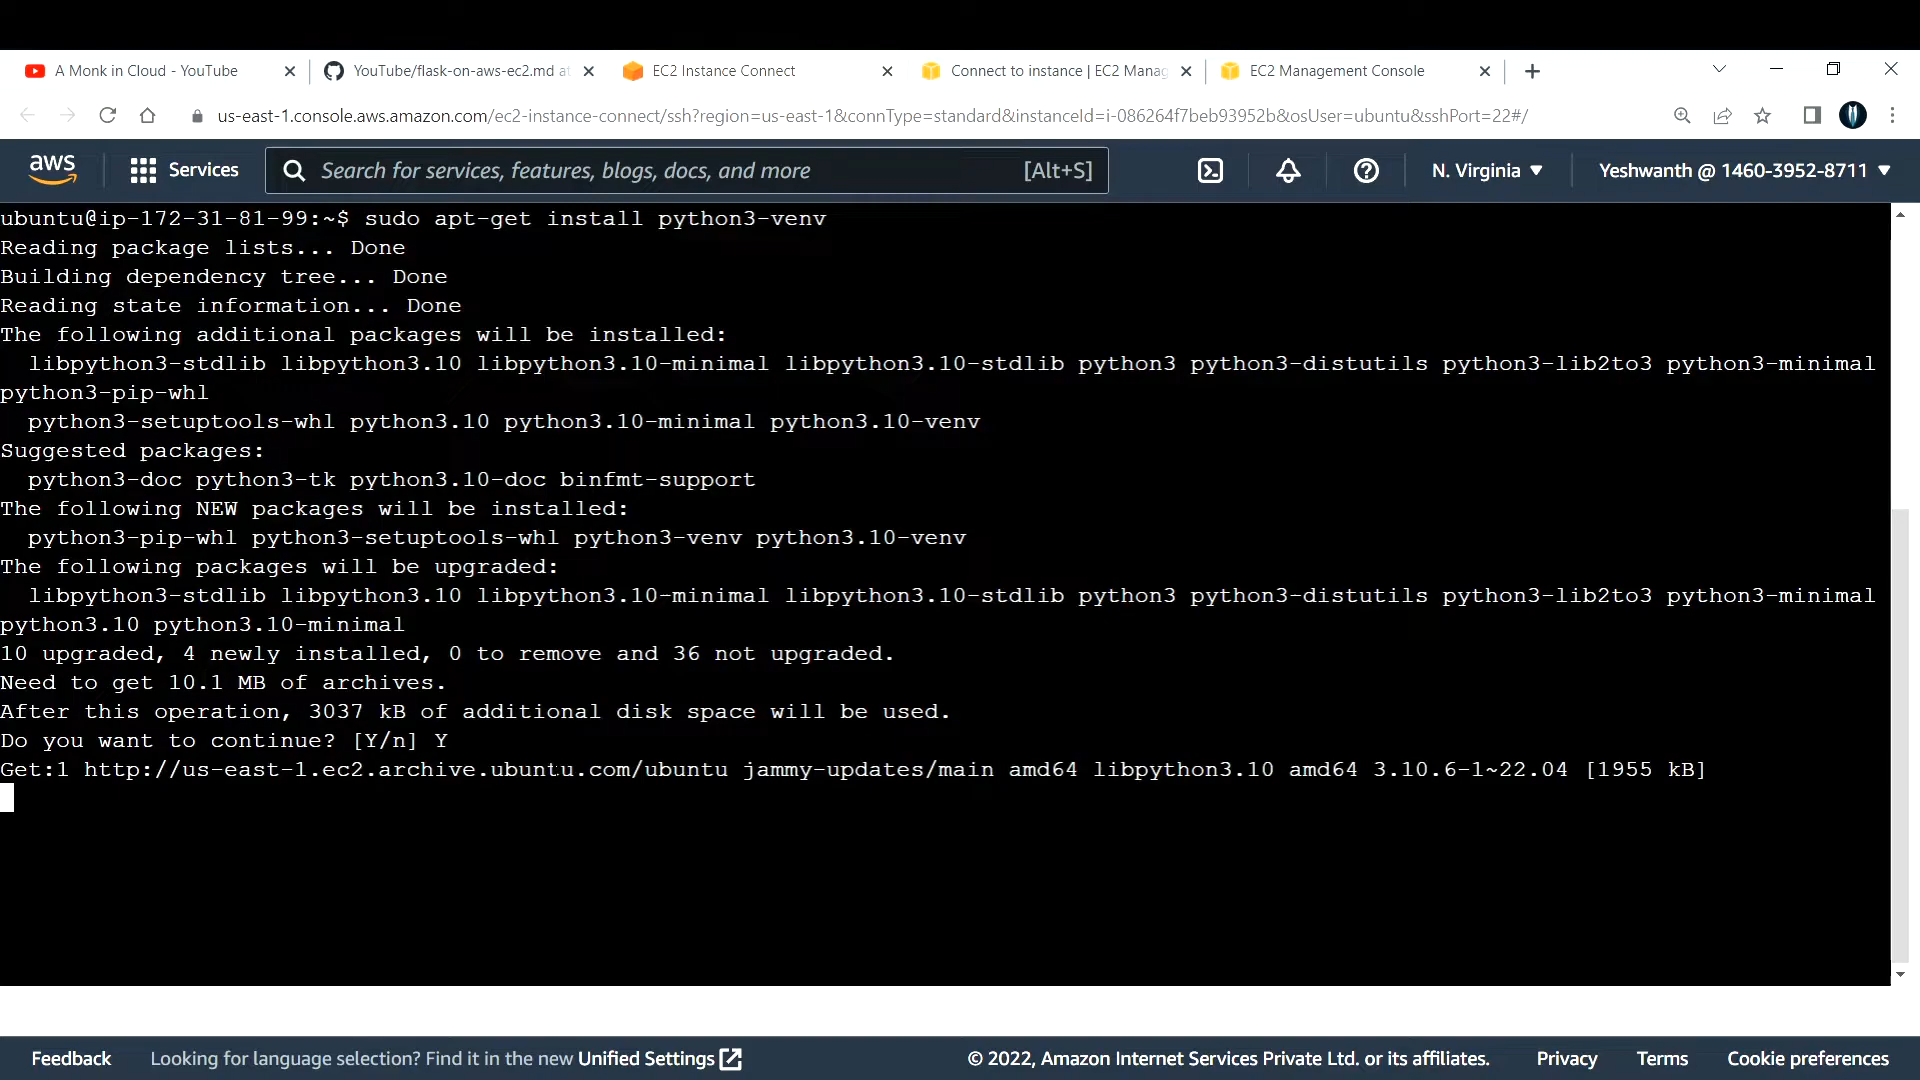 A Monk in Cloud - YouTube
YouTube/flask-on-aws-ec2.md at
EC2 Instance Connect
Connect to instance | EC2 Manag
EC2 Management Console
us-east-1.console.aws.amazon.com/ec2-instance-connect/ssh?region=us-east-1&connType=standard&instanceId=i-086264f7beb93952b&osUser=ubuntu&sshPort=22#/
aws
Services
Search for services, features, blogs, docs, and more
[Alt+S]
N. Virginia
Yeshwanth @ 1460-3952-8711
ubuntu@ip-172-31-81-99:~$ sudo apt-get install python3-venv
Reading package lists... Done
Building dependency tree... Done
Reading state information... Done
The following additional packages will be installed:
libpython3-stdlib libpython3.10 libpython3.10-minimal libpython3.10-stdlib python3 python3-distutils python3-lib2to3 python3-minimal
python3-pip-whl
python3-setuptools-whl python3.10 python3.10-minimal python3.10-venv
Suggested packages:
python3-doc python3-tk python3.10-doc binfmt-support
The following NEW packages will be installed:
python3-pip-whl python3-setuptools-whl python3-venv python3.10-venv
The following packages will be upgraded:
libpython3-stdlib libpython3.10 libpython3.10-minimal libpython3.10-stdlib python3 python3-distutils python3-lib2to3 python3-minimal
python3.10 python3.10-minimal
10 upgraded, 4 newly installed, 0 to remove and 36 not upgraded.
Need to get 10.1 MB of archives.
After this operation, 3037 kB of additional disk space will be used.
Do you want to continue? [Y/n] Y
Get:1 http://us-east-1.ec2.archive.ubuntu.com/ubuntu jammy-updates/main amd64 libpython3.10 amd64 3.10.6-1~22.04 [1955 kB]
Feedback
Looking for language selection? Find it in the new Unified Settings
© 2022, Amazon Internet Services Private Ltd. or its affiliates.
Privacy
Terms
Cookie preferences